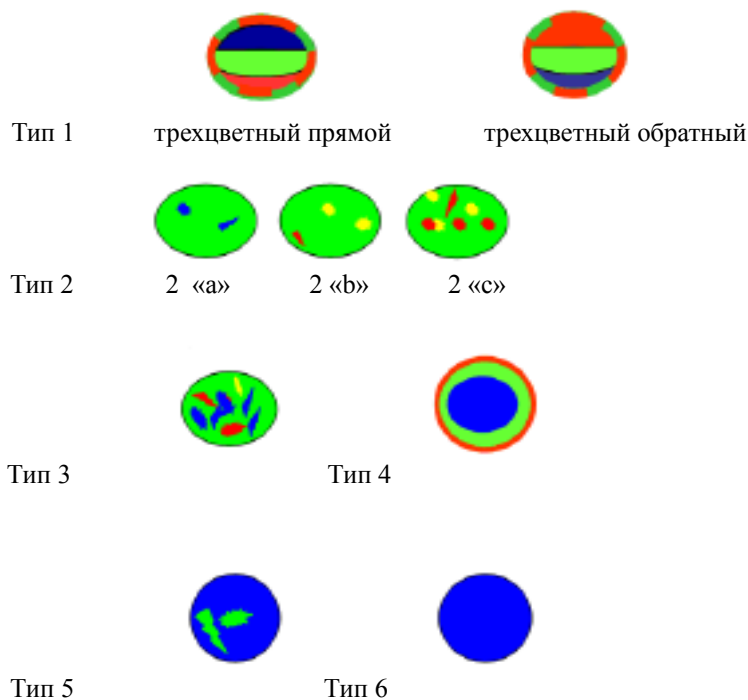 Тип 1 трехцветный прямой трехцветный обратный
Тип 2 2 «a» 2 «b» 2 «c»
Тип 3 Тип 4
Тип 5 Тип 6